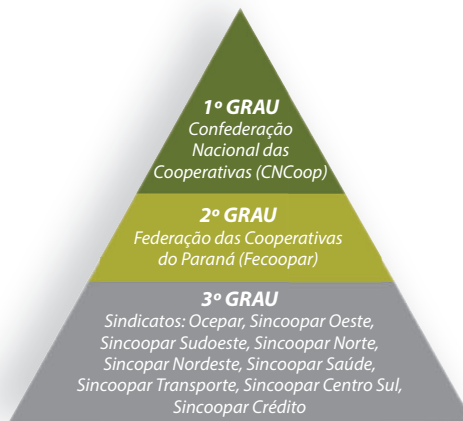 1º GRAU
Confederação
Nacional das
Cooperativas (CNCoop)
2º GRAU
Federação das Cooperativas
do Paraná (Fecoopar)
3º GRAU
Sindicatos: Ocepar, Sincoopar Oeste,
Sincoopar Sudoeste, Sincoopar Norte,
Sincopar Nordeste, Sincoopar Saúde,
Sincoopar Transporte, Sincoopar Centro Sul,
Sincoopar Crédito